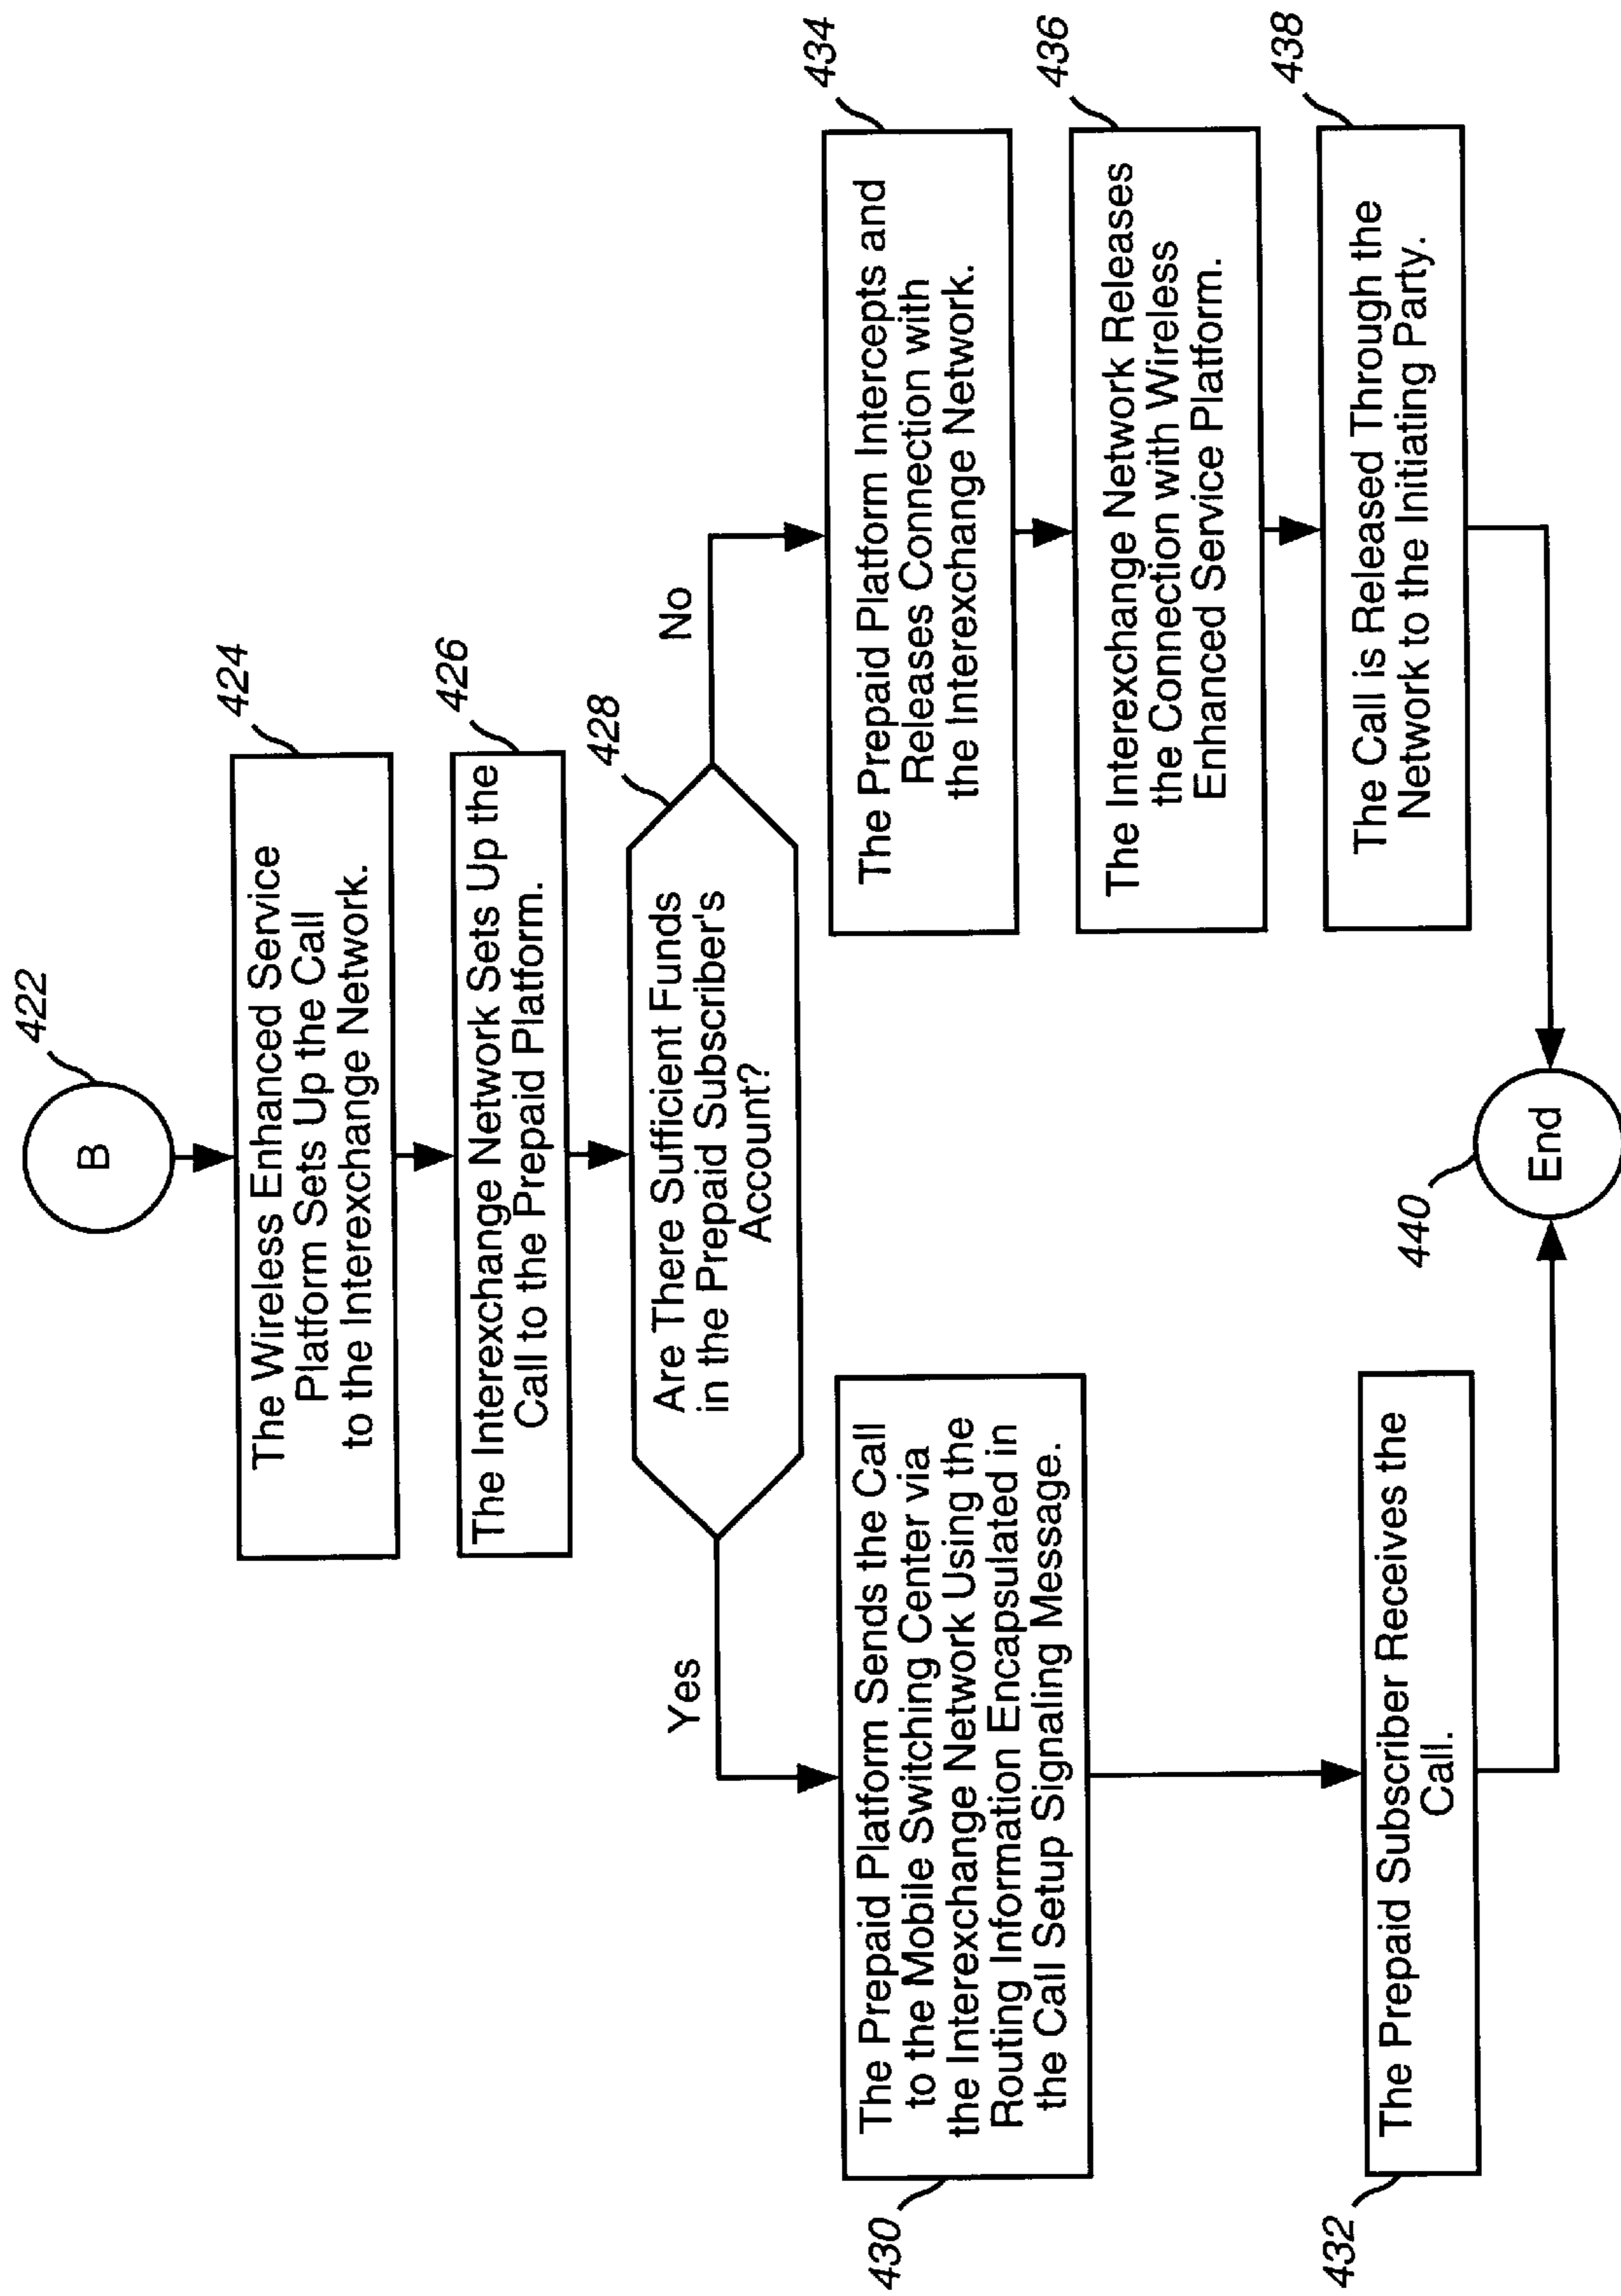 422
B
424
The Wireless Enhanced Service
Platform Sets Up the Call
to the Interexchange Network.
426
The Interexchange Network Sets Up the
Call to the Prepaid Platform.
428
Are There Sufficient Funds
in the Prepaid Subscriber's
Account?
Yes
No
430
The Prepaid Platform Sends the Call
to the Mobile Switching Center via
the Interexchange Network Using the
Routing Information Encapsulated in
the Call Setup Signaling Message.
432
The Prepaid Subscriber Receives the
Call.
434
The Prepaid Platform Intercepts and
Releases Connection with
the Interexchange Network.
436
The Interexchange Network Releases
the Connection with Wireless
Enhanced Service Platform.
438
The Call is Released Through the
Network to the Initiating Party.
440
End